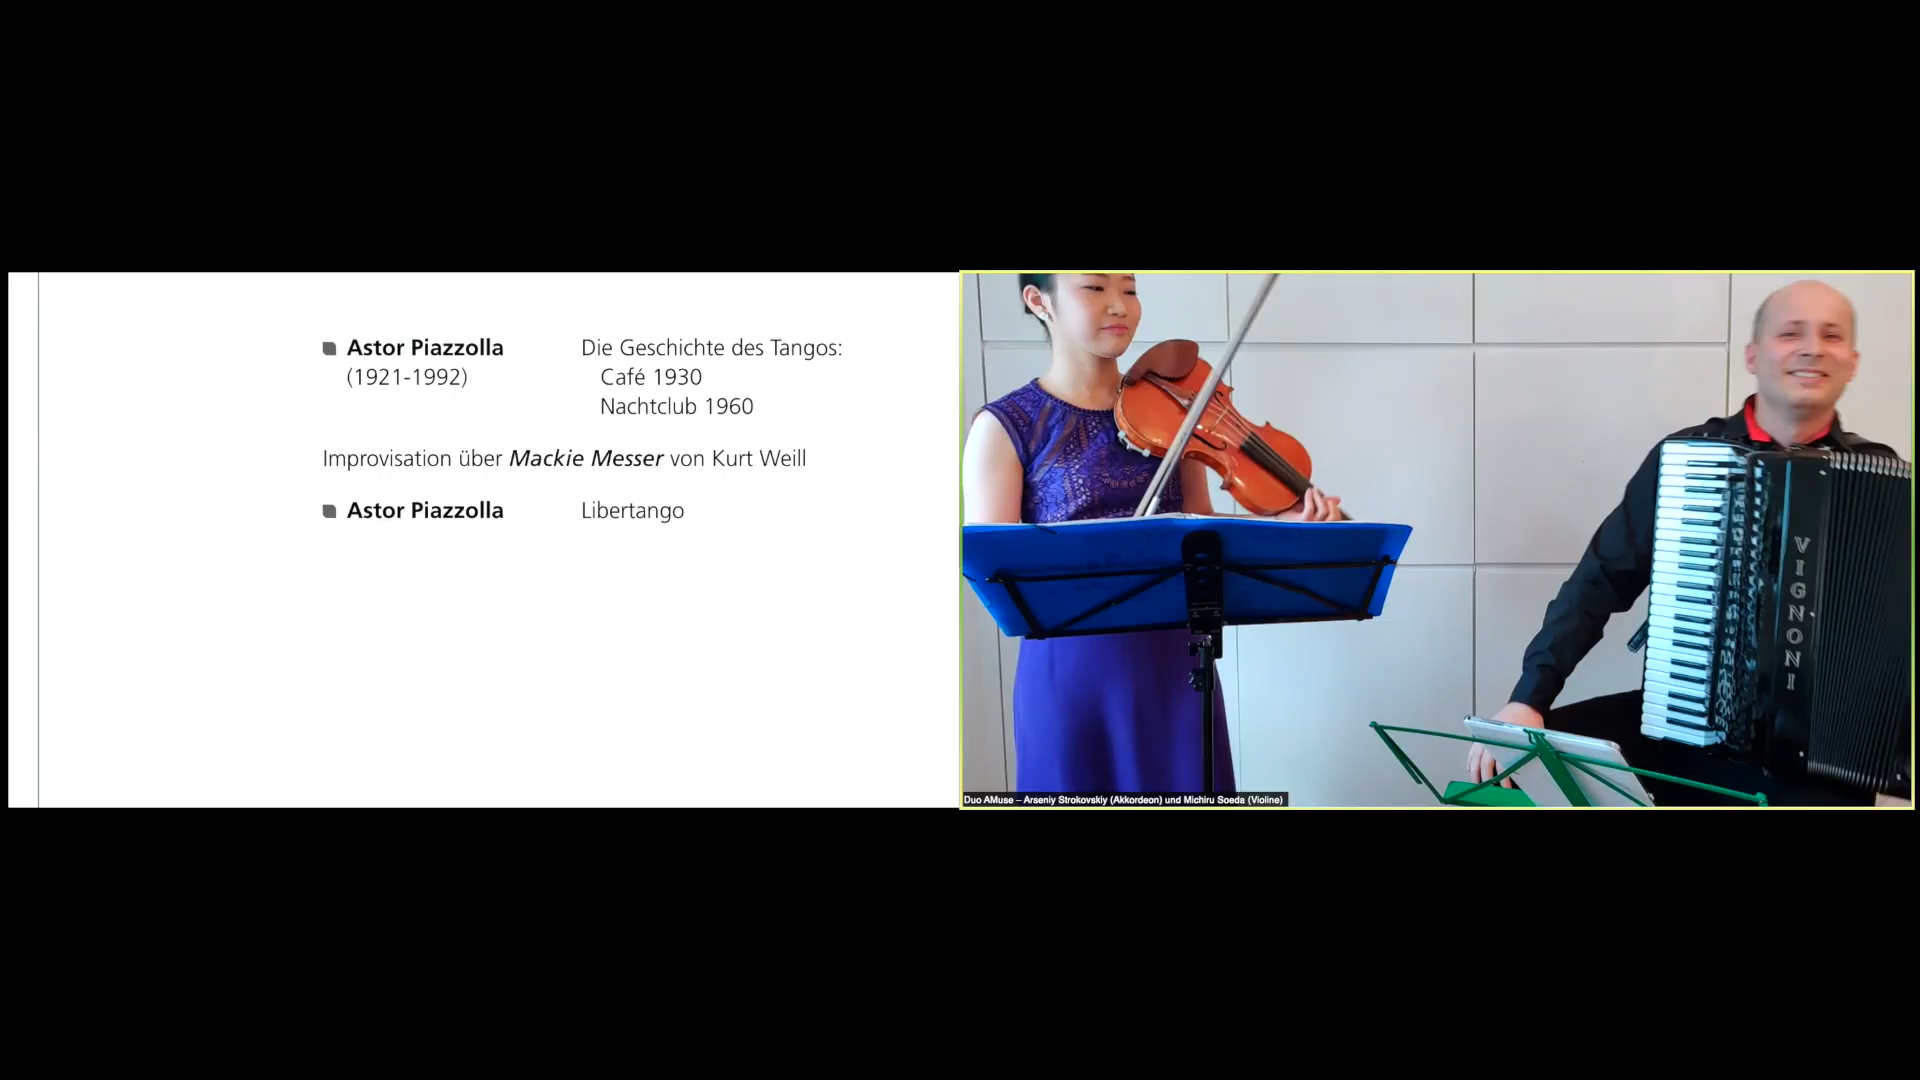 Astor Piazzolla Die Geschichte des Tangos:
(1921-1992) Café 1930
Nachtclub 1960
Improvisation über Mackie Messer von Kurt Weill
Astor Piazzolla Libertango
VIGNONI
Duo AMuse – Arseniy Strokovskiy (Akkordeon) und Michiru Soeda (Violine)